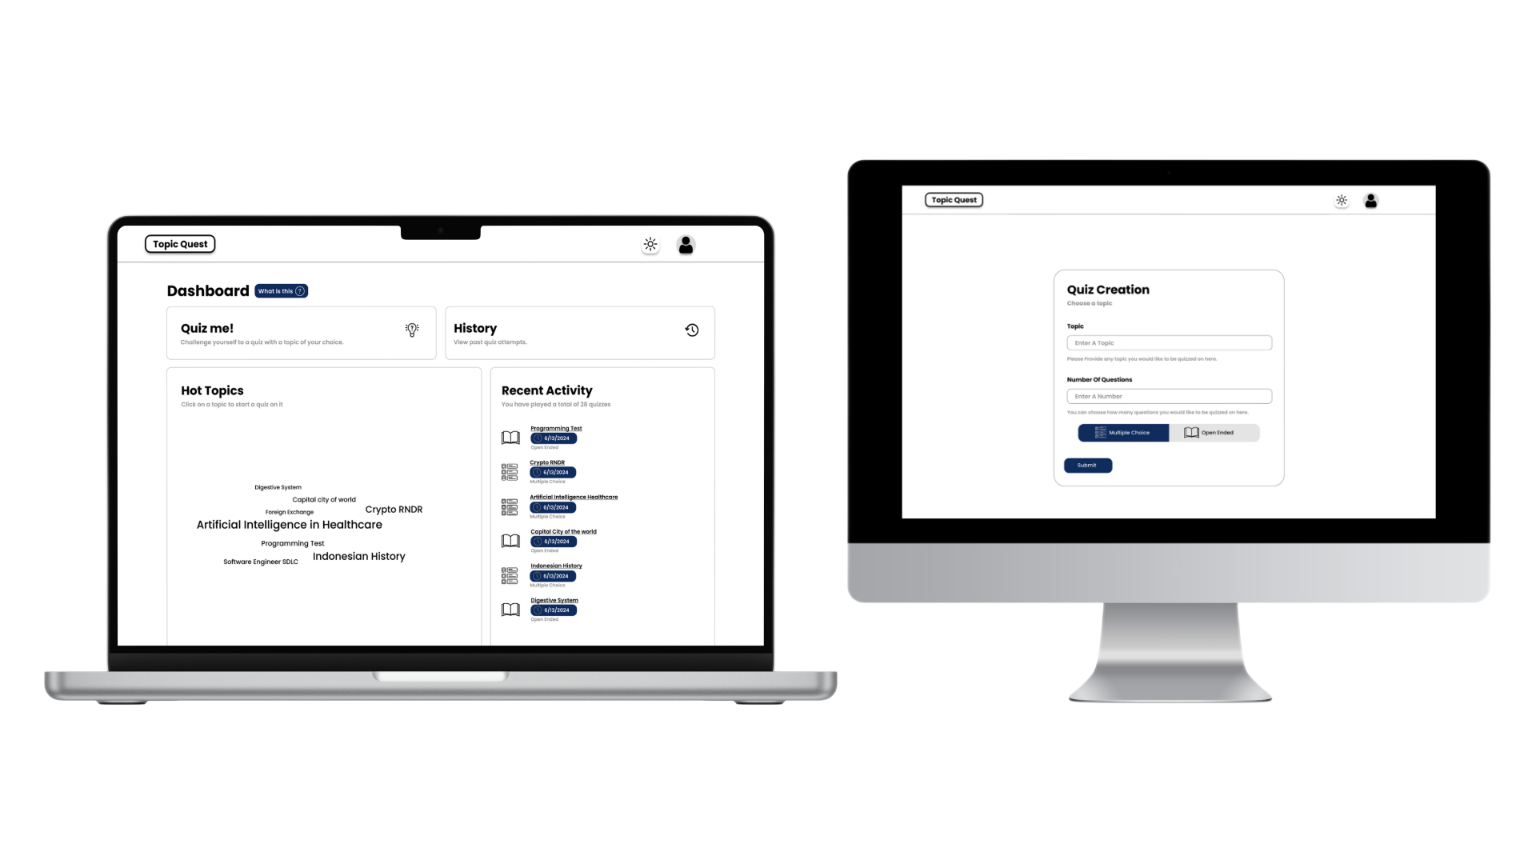 Topic Quest
Dashboard
What is this ?
Quiz me!
Challenge yourself to a quiz with a topic of your choice.
History
View past quiz attempts.
Hot Topics
Click on a topic to start a quiz on it
Digestive System
Capital city of world
Foreign Exchange
Crypto RNDR
Artificial Intelligence in Healthcare
Programming Test
Indonesian History
Software Engineer SDLC
Recent Activity
You have played a total of 28 quizzes
Programming Test
6/13/2024
Open Ended
Crypto RNDR
6/13/2024
Multiple Choice
Artificial Intelligence Healthcare
6/13/2024
Multiple Choice
Capital City of the world
6/13/2024
Open Ended
Indonesian History
6/13/2024
Multiple Choice
Digestive System
6/13/2024
Open Ended
Topic Quest
Quiz Creation
Choose a topic
Topic
Enter A Topic
Please Provide any topic you would like to be quizzed on here.
Number Of Questions
Enter A Number
You can choose how many questions you would like to be quizzed on here.
Multiple Choice
Open Ended
Submit